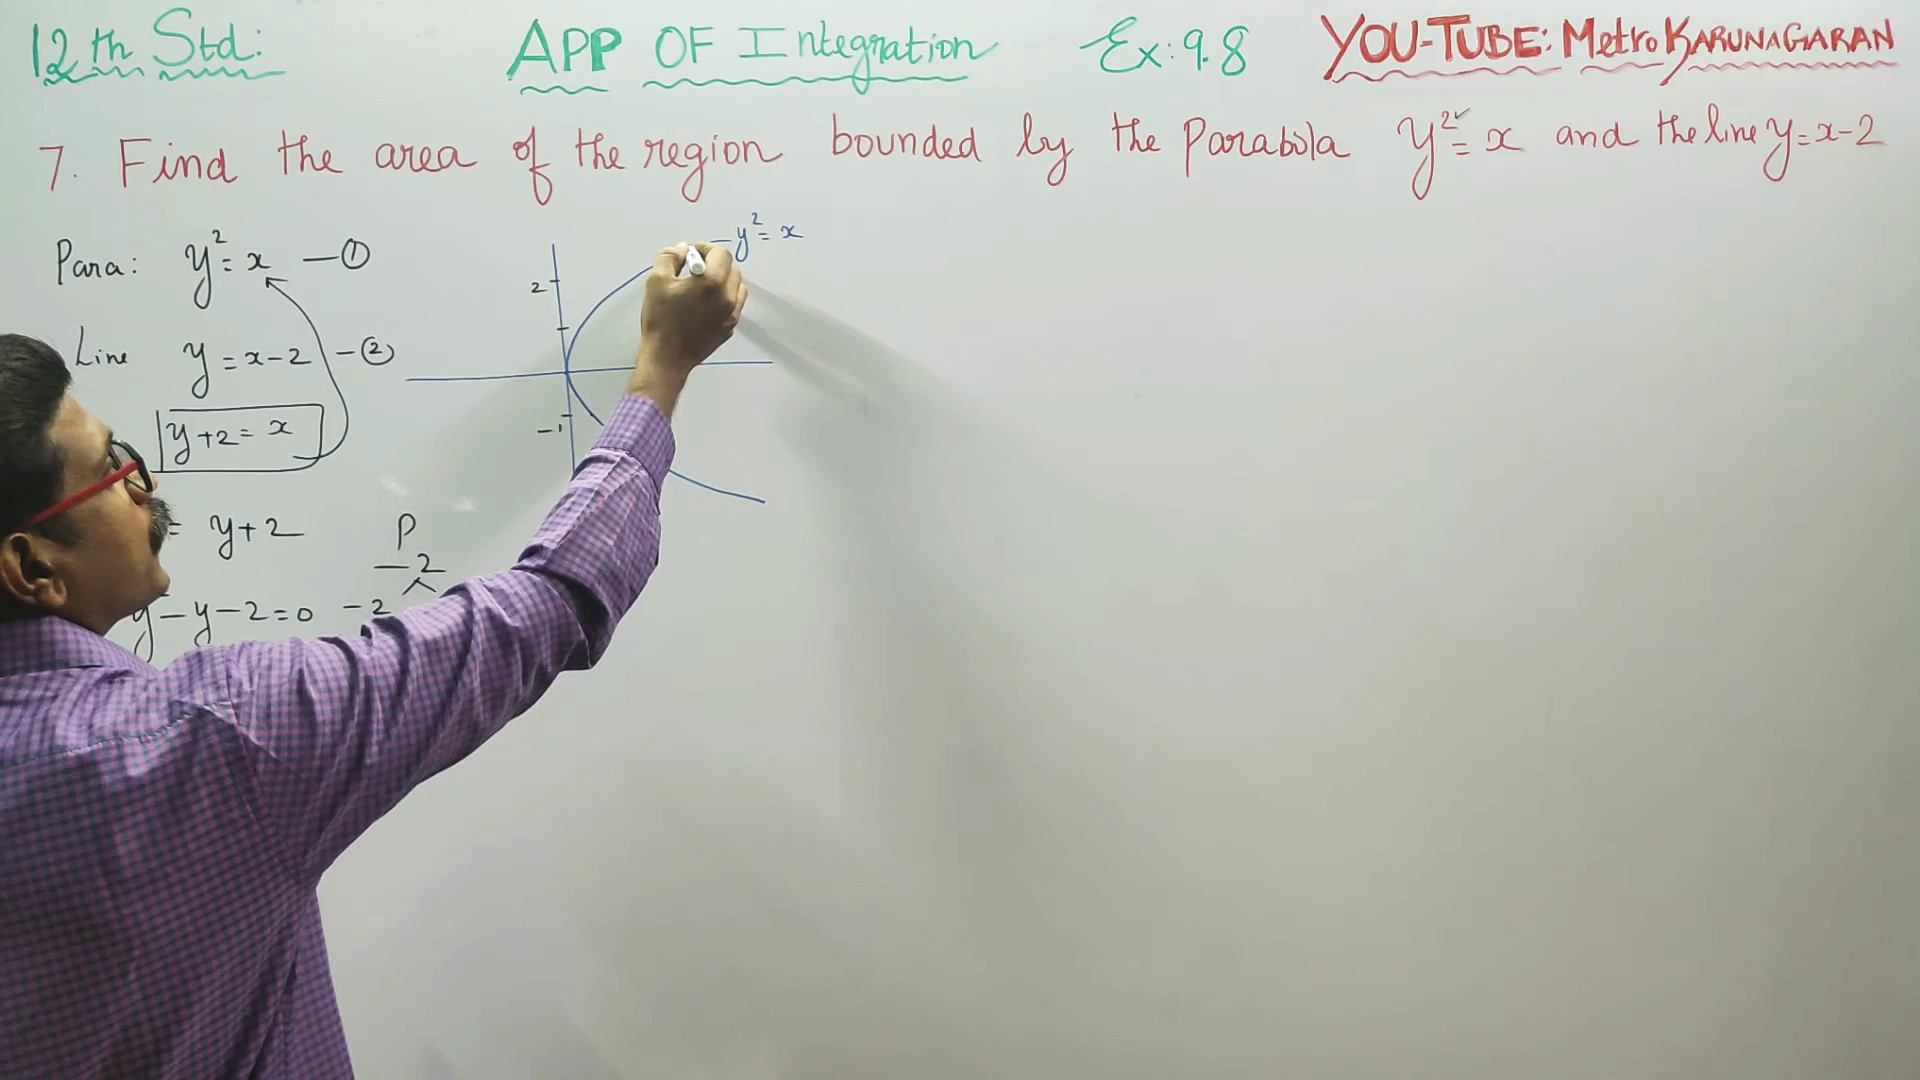 12th Std: APP OF Integration Ex: 9.8 YOU-TUBE: Metro KARUNAGARAN
7. Find the area of the region bounded by the Parabola y² = x and the line y = x-2
Para: y² = x — ①
Line y = x-2 — ②
y+2 = x
= y+2
y - y - 2 = 0
P
-2
-2
y² = x
2
-1